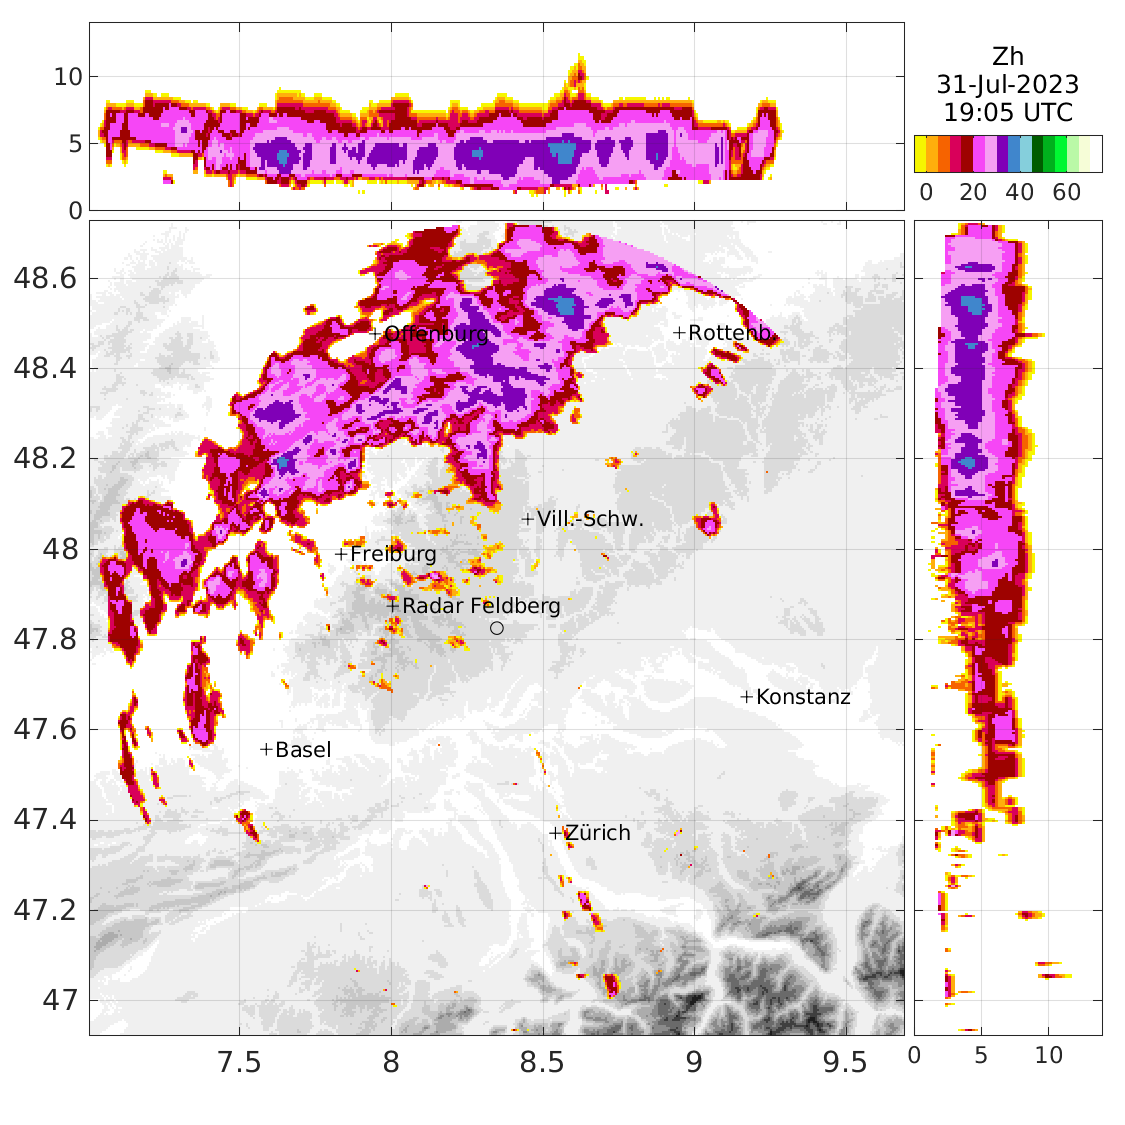 10
5
0
Zh
31-Jul-2023
19:05 UTC
0 20 40 60
48.6
48.4
48.2
48
47.8
47.6
47.4
47.2
47
Offenburg
Rottenb.
Vill.-Schw.
Freiburg
Radar Feldberg
Konstanz
Basel
Zürich
7.5 8 8.5 9 9.5
0 5 10